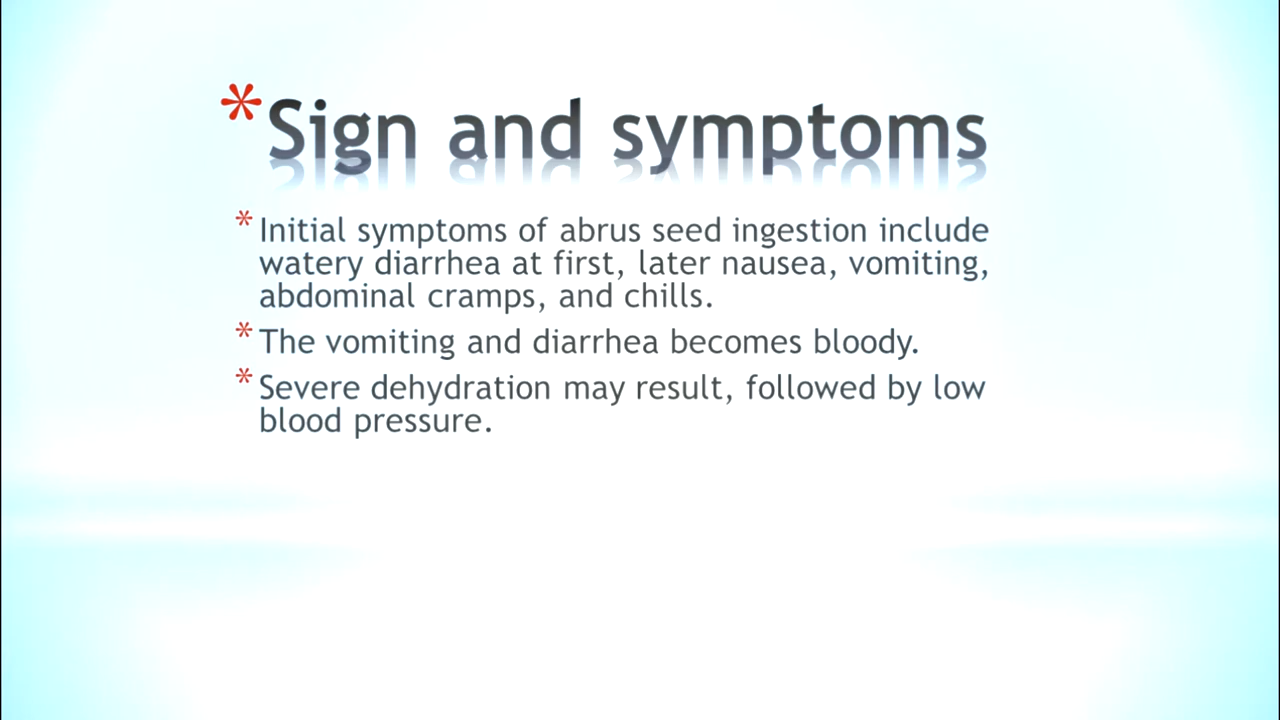 *Sign and symptoms
* Initial symptoms of abrus seed ingestion include
watery diarrhea at first, later nausea, vomiting,
abdominal cramps, and chills.
* The vomiting and diarrhea becomes bloody.
* Severe dehydration may result, followed by low
blood pressure.